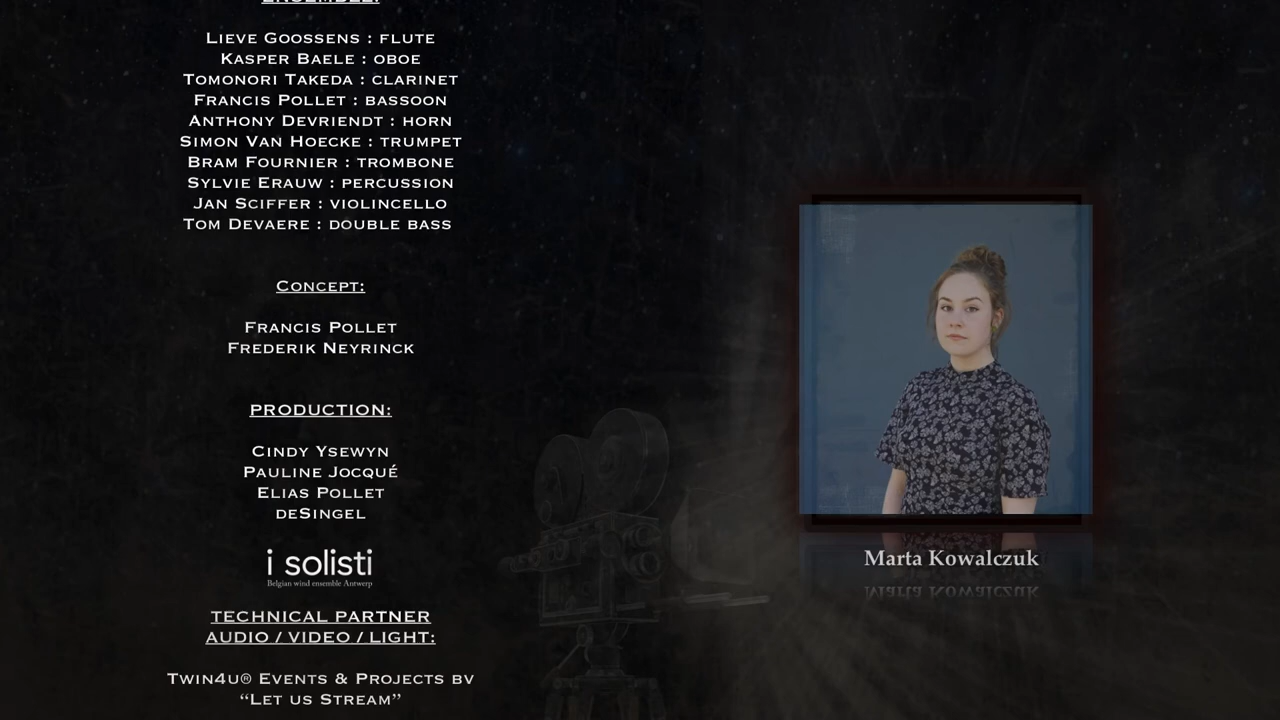 ENSEMBLE:
LIEVE GOOSSENS : FLUTE
KASPER BAELE : OBOE
TOMONORI TAKEDA : CLARINET
FRANCIS POLLET : BASSOON
ANTHONY DEVRIENDT : HORN
SIMON VAN HOECKE : TRUMPET
BRAM FOURNIER : TROMBONE
SYLVIE ERAUW : PERCUSSION
JAN SCIFFER : VIOLINCELLO
TOM DEVAERE : DOUBLE BASS
CONCEPT:
FRANCIS POLLET
FREDERIK NEYRINCK
PRODUCTION:
CINDY YSEWYN
PAULINE JOCQUÉ
ELIAS POLLET
DESINGEL
i solisti
Belgian wind ensemble Antwerp
TECHNICAL PARTNER
AUDIO / VIDEO / LIGHT:
TWIN4U® EVENTS & PROJECTS BV
“LET US STREAM”
Marta Kowalczuk